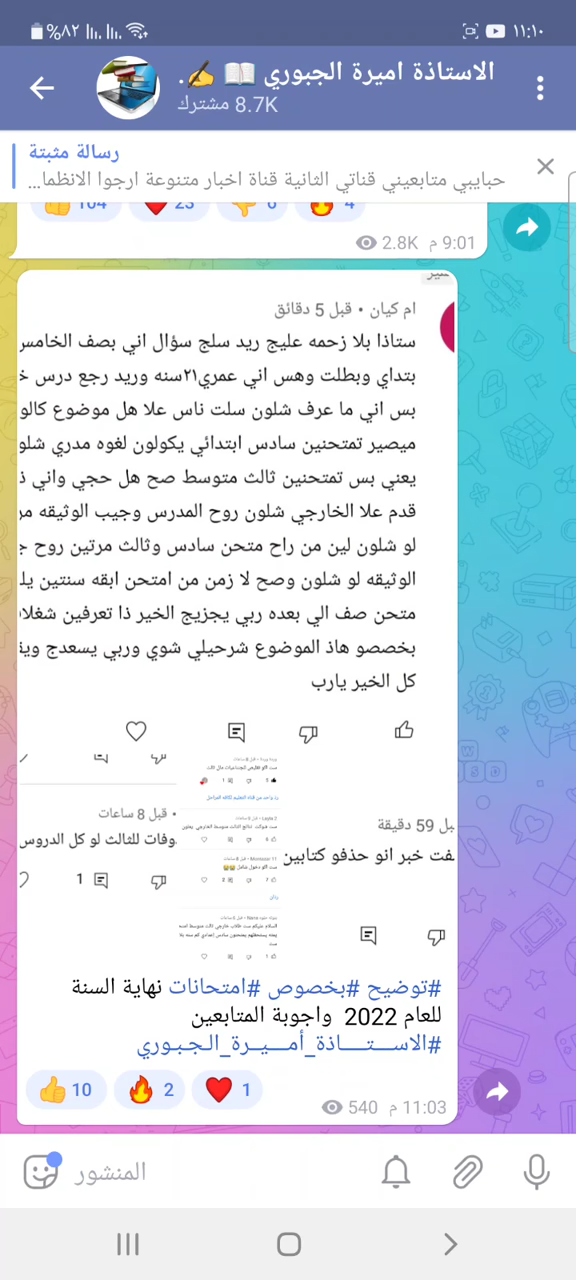 ١١:١٠
%٨٢
الاستاذة اميرة الجبوري 📖 ✍️.
8.7K مشترك
رسالة مثبتة
حبايبي متابعيني قناتي الثانية قناة اخبار متنوعة ارجوا الانظما...
104 23 6 4
2.8K 9:01 م
ام كيان • قبل 5 دقائق
ستاذا بلا زحمه عليج ريد سلج سؤال اني بصف الخامس
بتداي وبطلت وهس اني عمري٢١سنه وريد رجع درس خ
بس اني ما عرف شلون سلت ناس علا هل موضوع كالو
ميصير تمتحنين سادس ابتدائي يكولون لغوه مدري شلو
يعني بس تمتحنين ثالث متوسط صح هل حجي واني ذ
قدم علا الخارجي شلون روح المدرس وجيب الوثيقه مر
لو شلون لين من راح متحن سادس وثالث مرتين روح ج
الوثيقه لو شلون وصح لا زمن من امتحن ابقه سنتين يلـ
متحن صف الي بعده ربي يجزيج الخير ذا تعرفين شغلا
بخصصو هاذ الموضوع شرحيلي شوي وربي يسعدج ويـ
كل الخير يارب
قبل 8 ساعات
وفات للثالث لو كل الدروس
1
بل 59 دقيقة
فت خبر انو حذفو كتابين
#توضيح #بخصوص #امتحانات نهاية السنة
للعام 2022 واجوبة المتابعين
#الاســتــــاذة_أمـــيــرة_الـجـبـوري
10 2 1
540 11:03 م
المنشور